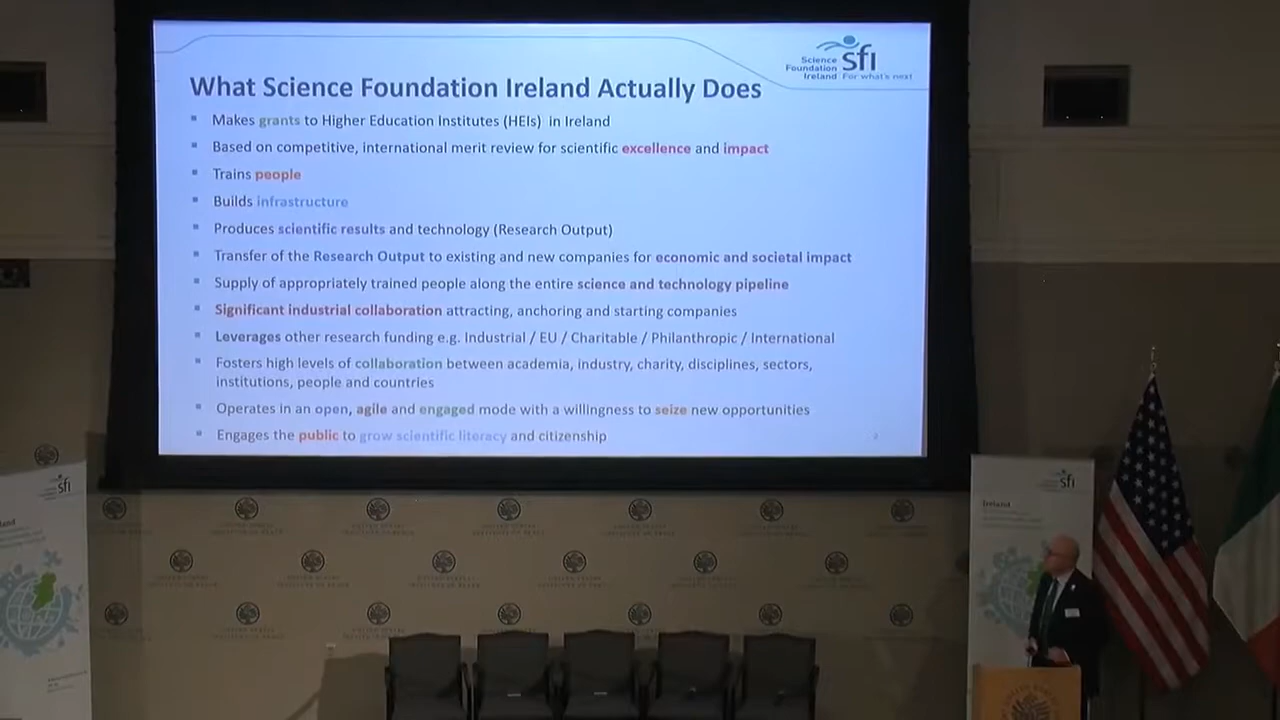 Science
Foundation
Ireland
sfi
For what's next
What Science Foundation Ireland Actually Does
Makes grants to Higher Education Institutes (HEIs) in Ireland
Based on competitive, international merit review for scientific excellence and impact
Trains people
Builds infrastructure
Produces scientific results and technology (Research Output)
Transfer of the Research Output to existing and new companies for economic and societal impact
Supply of appropriately trained people along the entire science and technology pipeline
Significant industrial collaboration attracting, anchoring and starting companies
Leverages other research funding e.g. Industrial / EU / Charitable / Philanthropic / International
Fosters high levels of collaboration between academia, industry, charity, disciplines, sectors,
institutions, people and countries
Operates in an open, agile and engaged mode with a willingness to seize new opportunities
Engages the public to grow scientific literacy and citizenship
2
sfi
sfi
Ireland